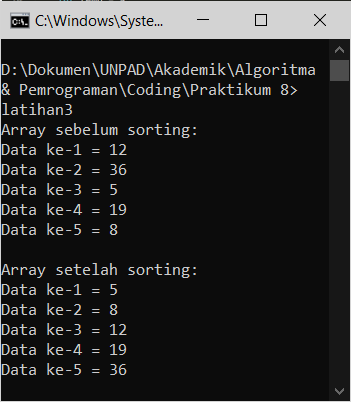 C:\Windows\Syste...
D:\Dokumen\UNPAD\Akademik\Algoritma
& Pemrograman\Coding\Praktikum 8>
latihan3
Array sebelum sorting:
Data ke-1 = 12
Data ke-2 = 36
Data ke-3 = 5
Data ke-4 = 19
Data ke-5 = 8
Array setelah sorting:
Data ke-1 = 5
Data ke-2 = 8
Data ke-3 = 12
Data ke-4 = 19
Data ke-5 = 36